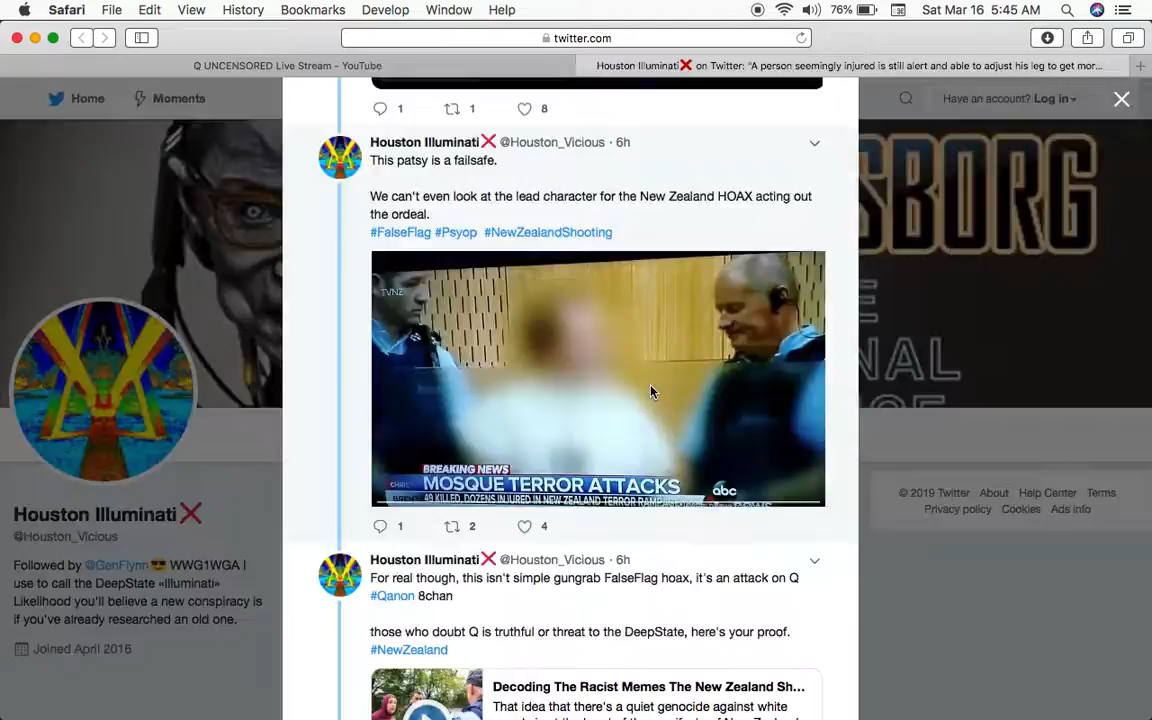 Safari File Edit View History Bookmarks Develop Window Help 76% Sat Mar 16 5:45 AM
twitter.com
Q UNCENSORED Live Stream - YouTube
Houston Illuminati❌ on Twitter: "A person seemingly injured is still alert and able to adjust his leg to get mor...
Home Moments
Have an account? Log in
1 1 8
Houston Illuminati❌ @Houston_Vicious · 6h
This patsy is a failsafe.
We can't even look at the lead character for the New Zealand HOAX acting out
the ordeal.
#FalseFlag #Psyop #NewZealandShooting
TVNZ
BREAKING NEWS
MOSQUE TERROR ATTACKS
abc
49 KILLED, DOZENS INJURED IN NEW ZEALAND TERROR
1 2 4
Houston Illuminati❌ @Houston_Vicious · 6h
For real though, this isn't simple gungrab FalseFlag hoax, it's an attack on Q
#Qanon 8chan
those who doubt Q is truthful or threat to the DeepState, here's your proof.
#NewZealand
Decoding The Racist Memes The New Zealand Sh...
That idea that there's a quiet genocide against white
Houston Illuminati❌
@Houston_Vicious
Followed by @GenFlynn😎 WWG1WGA I
use to call the DeepState «Illuminati»
Likelihood you'll believe a new conspiracy is
if you've already researched an old one.
Joined April 2016
SBORG
NAL
© 2019 Twitter About Help Center Terms
Privacy policy Cookies Ads info